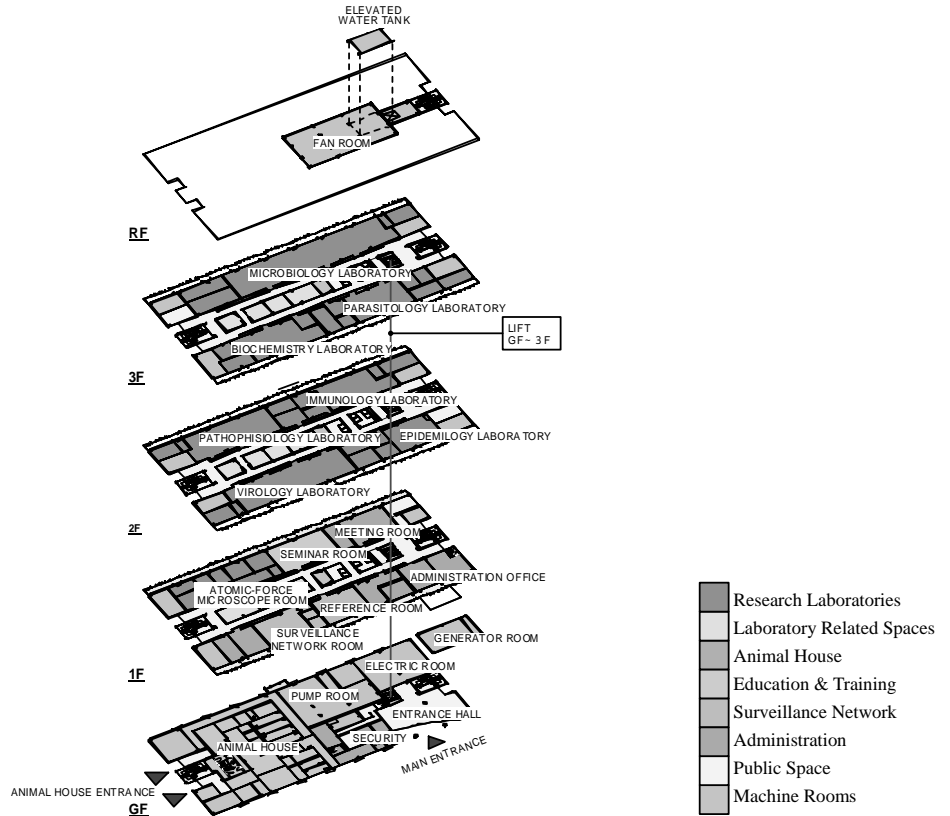 ELEVATED
WATER TANK
FAN ROOM
RF
MICROBIOLOGY LABORATORY
PARASITOLOGY LABORATORY
LIFT
GF~ 3F
BIOCHEMISTRY LABORATORY
3F
IMMUNOLOGY LABORATORY
PATHOPHISIOLOGY LABORATORY
EPIDEMILOGY LABORATORY
VIROLOGY LABORATORY
2F
MEETING ROOM
SEMINAR ROOM
ADMINISTRATION OFFICE
ATOMIC-FORCE
MICROSCOPE ROOM
REFERENCE ROOM
SURVEILLANCE
NETWORK ROOM
GENERATOR ROOM
1F
ELECTRIC ROOM
PUMP ROOM
ENTRANCE HALL
SECURITY
ANIMAL HOUSE
MAIN ENTRANCE
ANIMAL HOUSE ENTRANCE
GF
Research Laboratories
Laboratory Related Spaces
Animal House
Education & Training
Surveillance Network
Administration
Public Space
Machine Rooms